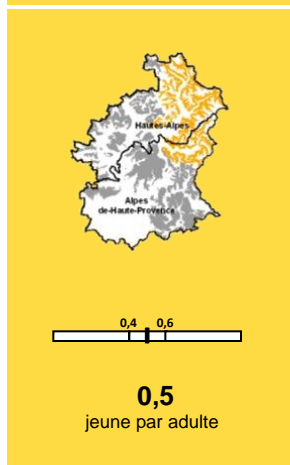 Hautes-Alpes
Alpes
de-Haute-Provence
0,4 0,6
0,5
jeune par adulte